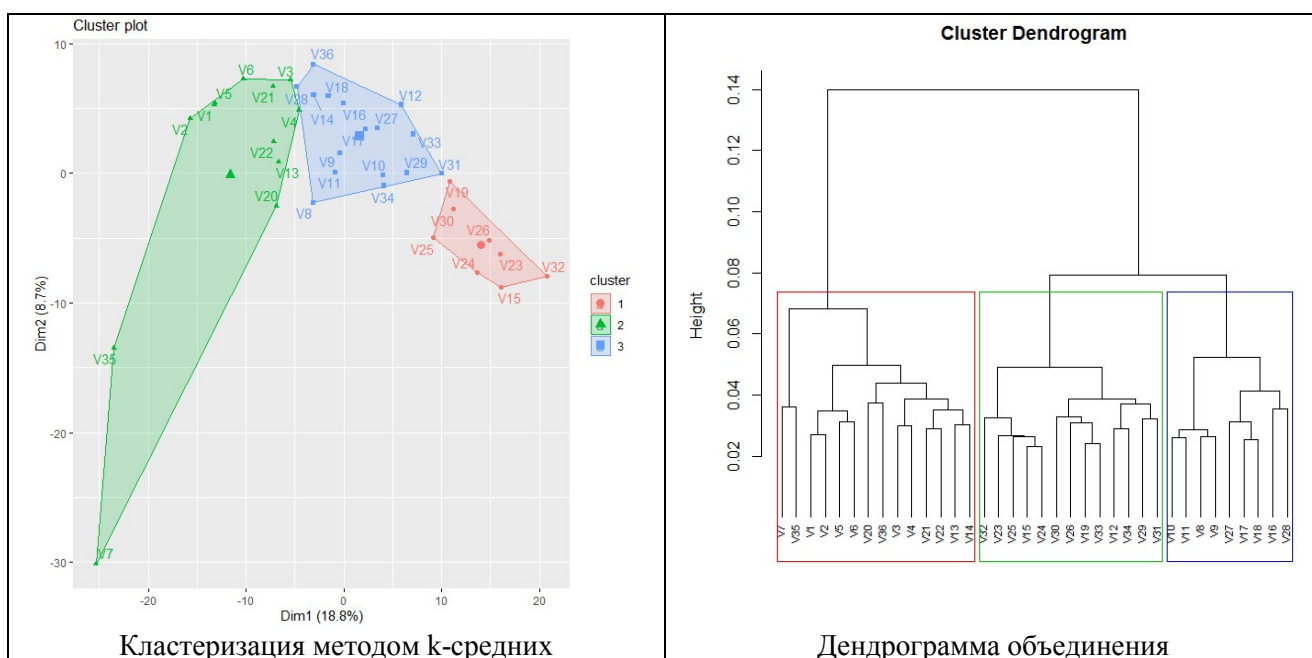 Cluster plot
10
0
-10
-20
-30
Dim2 (8.7%)
-20
-10
0
10
20
Dim1 (18.8%)
V36
V6
V3
V18
V21
V28
V12
V5
V16
V27
V1
V2
V4
V14
V33
V17
V22
V9
V10
V29
V31
V13
V11
V19
V20
V34
V8
V30
V26
V25
V24
V23
V32
V15
V35
V7
cluster
1
2
3
Кластеризация методом k-средних
Cluster Dendrogram
Height
0.14
0.12
0.10
0.08
0.06
0.04
0.02
V7
V35
V1
V2
V5
V6
V20
V36
V3
V4
V21
V22
V13
V14
V32
V23
V25
V15
V24
V30
V26
V19
V33
V12
V34
V29
V31
V10
V11
V8
V9
V27
V17
V18
V16
V28
Дендрограмма объединения